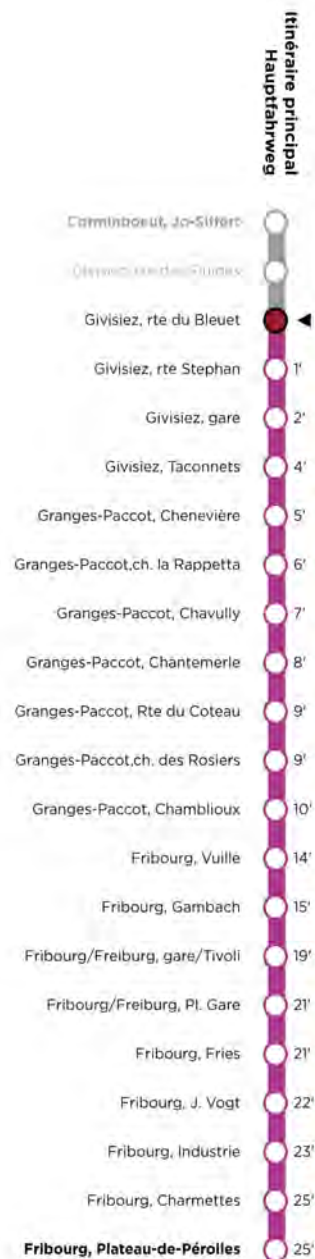 Itinéraire principal
Hauptfahrweg
Corminboeuf, Jo-Siffert
Givisiez, rte du Bleuet
Givisiez, rte Stephan
1'
Givisiez, gare
2'
Givisiez, Taconnets
4'
Granges-Paccot, Chenevière
5'
Granges-Paccot,ch. la Rappetta
6'
Granges-Paccot, Chavully
7'
Granges-Paccot, Chantemerle
8'
Granges-Paccot, Rte du Coteau
9'
Granges-Paccot,ch. des Rosiers
9'
Granges-Paccot, Chamblioux
10'
Fribourg, Vuille
14'
Fribourg, Gambach
15'
Fribourg/Freiburg, gare/Tivoli
19'
Fribourg/Freiburg, Pl. Gare
21'
Fribourg, Fries
21'
Fribourg, J. Vogt
22'
Fribourg, Industrie
23'
Fribourg, Charmettes
25'
Fribourg, Plateau-de-Pérolles
25'